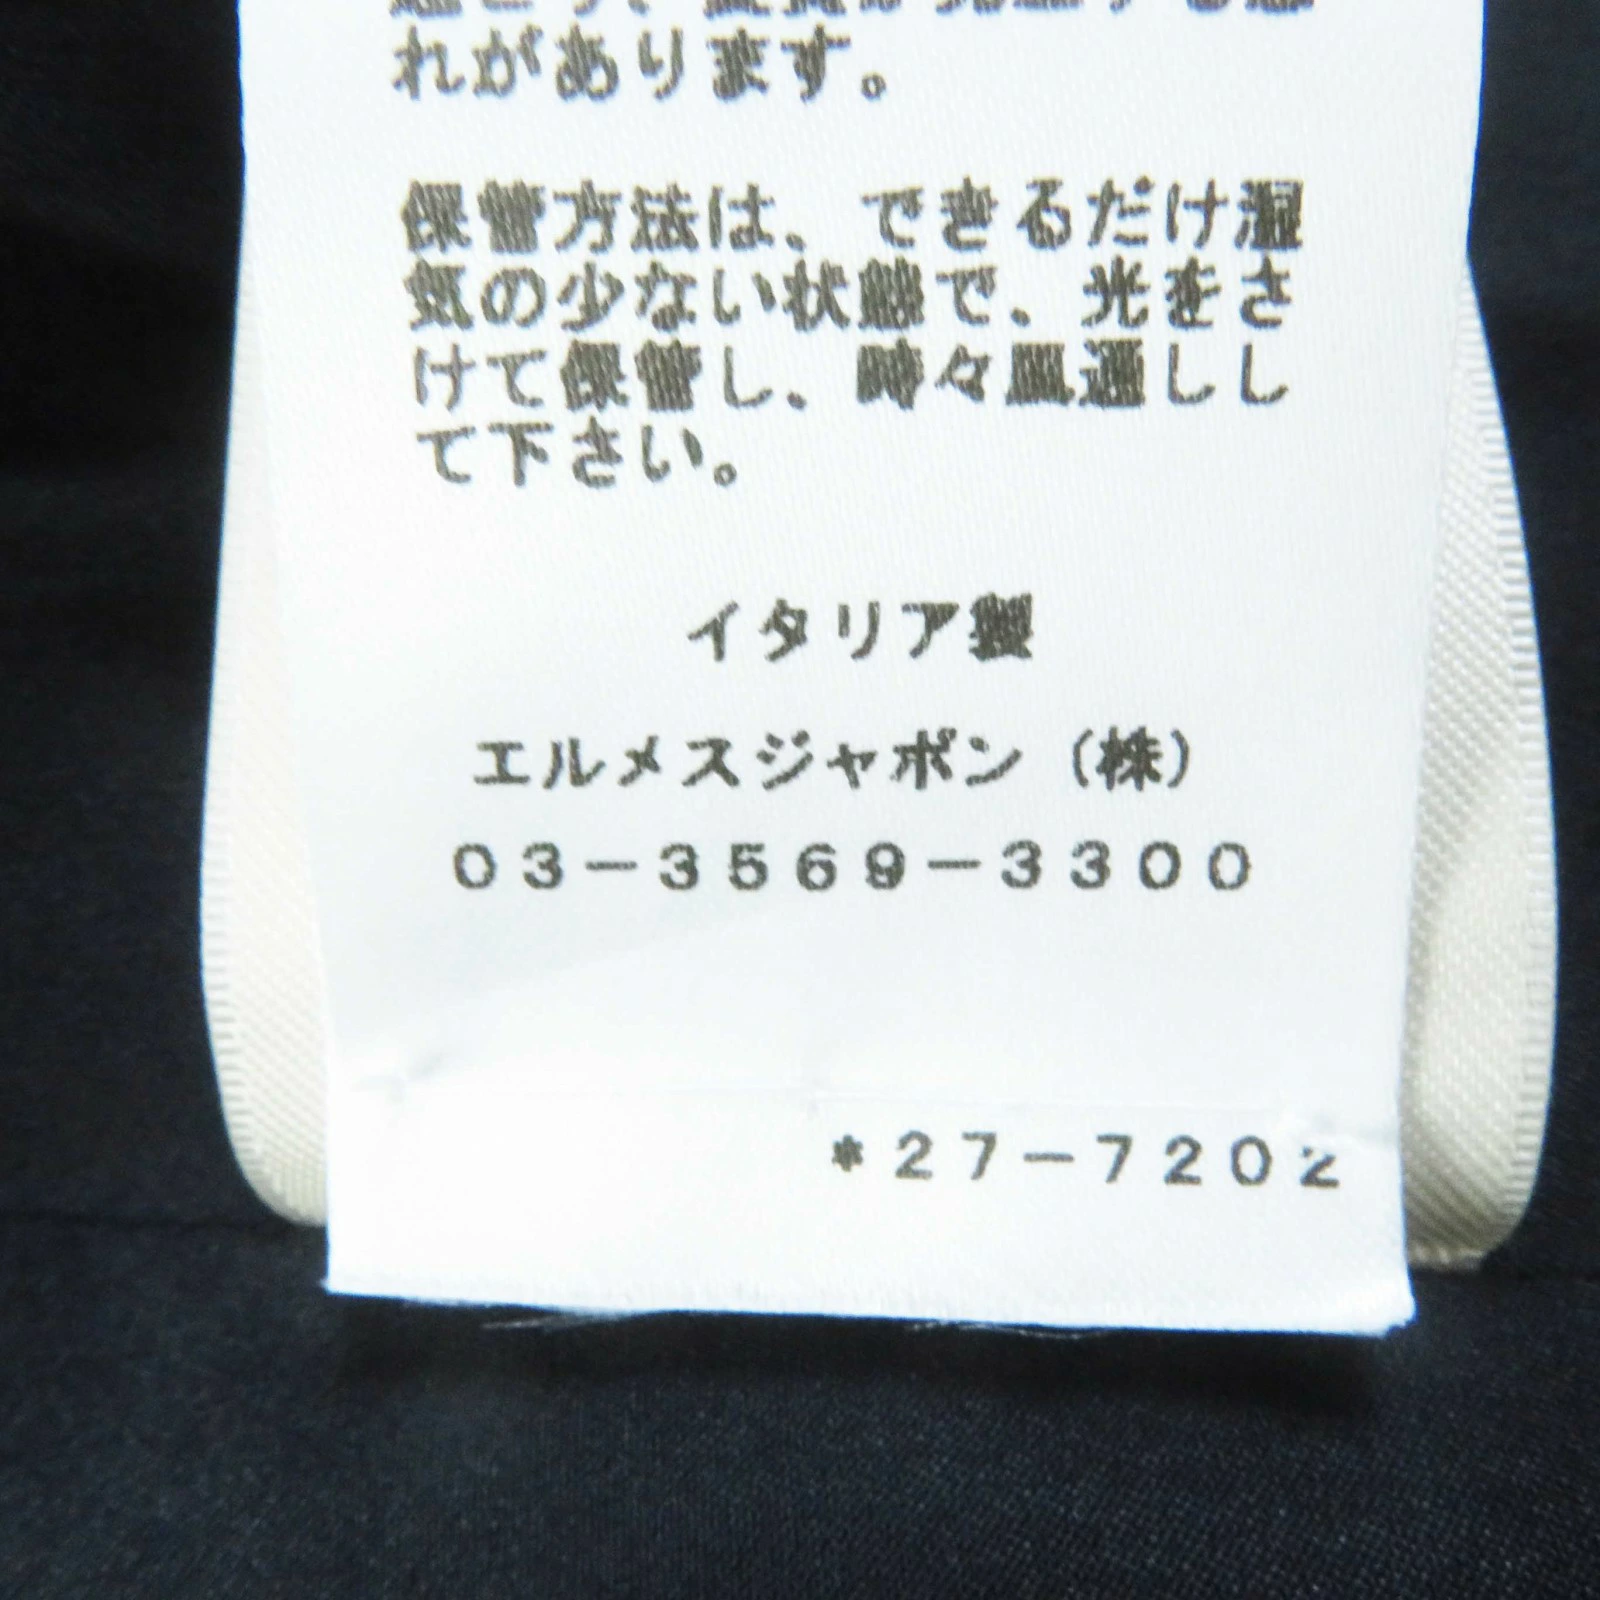 れがあります。
保管方法は、できるだけ湿
気の少ない状態で、光をさ
けて保管し、時々風通しし
て下さい。
イタリア製
エルメスジャポン（株）
03-3569-3300
*27-7202